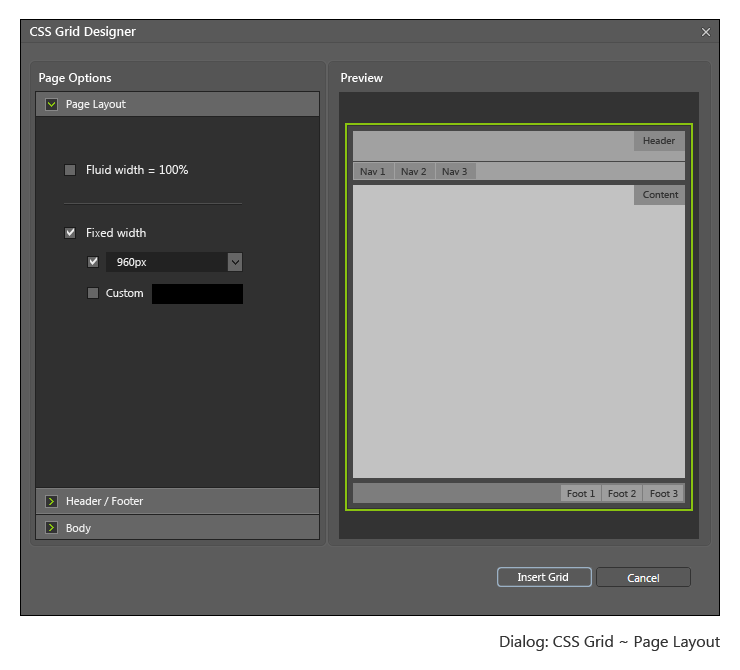 CSS Grid Designer
Page Options
Page Layout
Fluid width = 100%
Fixed width
960px
Custom
Header / Footer
Body
Preview
Header
Nav 1 Nav 2 Nav 3
Content
Foot 1 Foot 2 Foot 3
Insert Grid Cancel
Dialog: CSS Grid ~ Page Layout